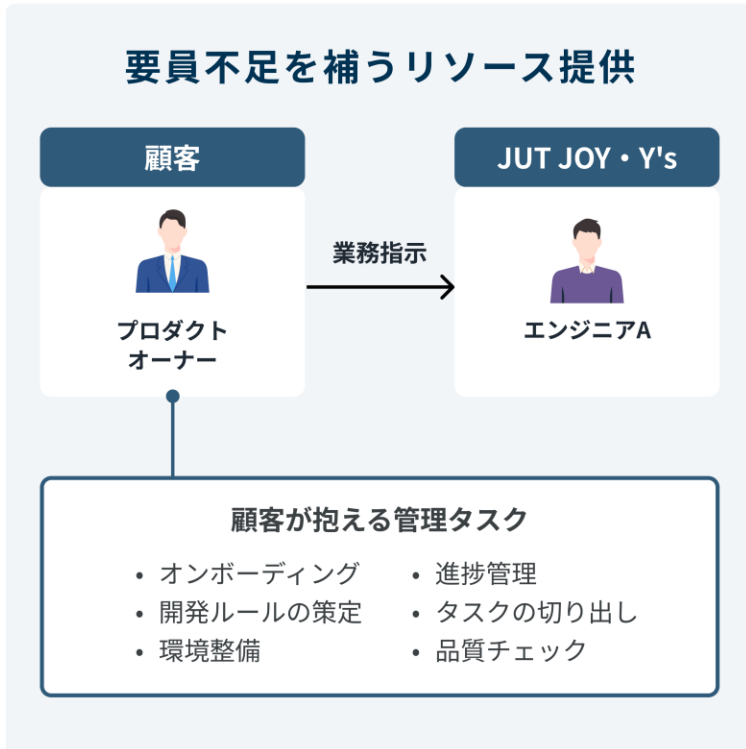 要員不足を補うリソース提供
顧客
JUT JOY・Y's
業務指示
プロダクト
オーナー
エンジニアA
顧客が抱える管理タスク
• オンボーディング
• 開発ルールの策定
• 環境整備
• 進捗管理
• タスクの切り出し
• 品質チェック